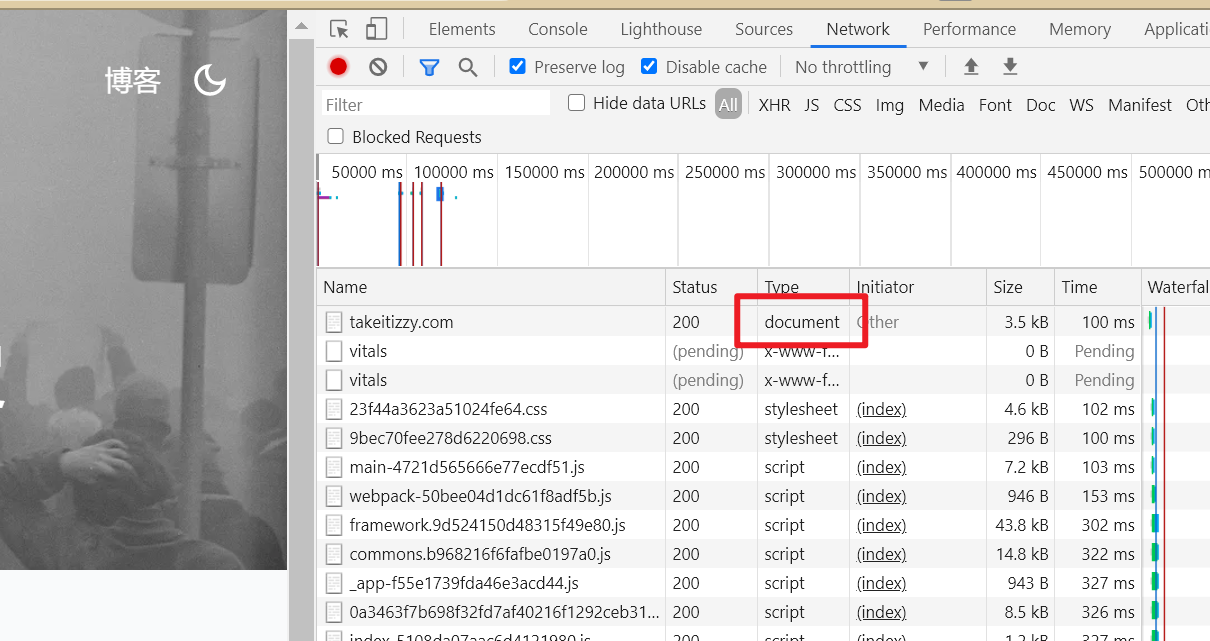 博客
Elements Console Lighthouse Sources Network Performance Memory Applicati
Preserve log Disable cache No throttling
Filter Hide data URLs All XHR JS CSS Img Media Font Doc WS Manifest Oth
Blocked Requests
50000 ms 100000 ms 150000 ms 200000 ms 250000 ms 300000 ms 350000 ms 400000 ms 450000 ms 500000 m
Name Status Type Initiator Size Time Waterfal
takeitizzy.com 200 document Other 3.5 kB 100 ms
vitals (pending) x-www-f... 0 B Pending
vitals (pending) x-www-f... 0 B Pending
23f44a3623a51024fe64.css 200 stylesheet (index) 4.6 kB 102 ms
9bec70fee278d6220698.css 200 stylesheet (index) 296 B 100 ms
main-4721d565666e77ecdf51.js 200 script (index) 7.2 kB 103 ms
webpack-50bee04d1dc61f8adf5b.js 200 script (index) 946 B 153 ms
framework.9d524150d48315f49e80.js 200 script (index) 43.8 kB 302 ms
commons.b968216f6fafbe0197a0.js 200 script (index) 14.8 kB 322 ms
_app-f55e1739fda46e3acd44.js 200 script (index) 943 B 327 ms
0a3463f7b698f32fd7af40216f1292ceb31... 200 script (index) 8.5 kB 326 ms
index-5108da07aac6d4121980.js 200 script (index) 1.2 kB 327 ms